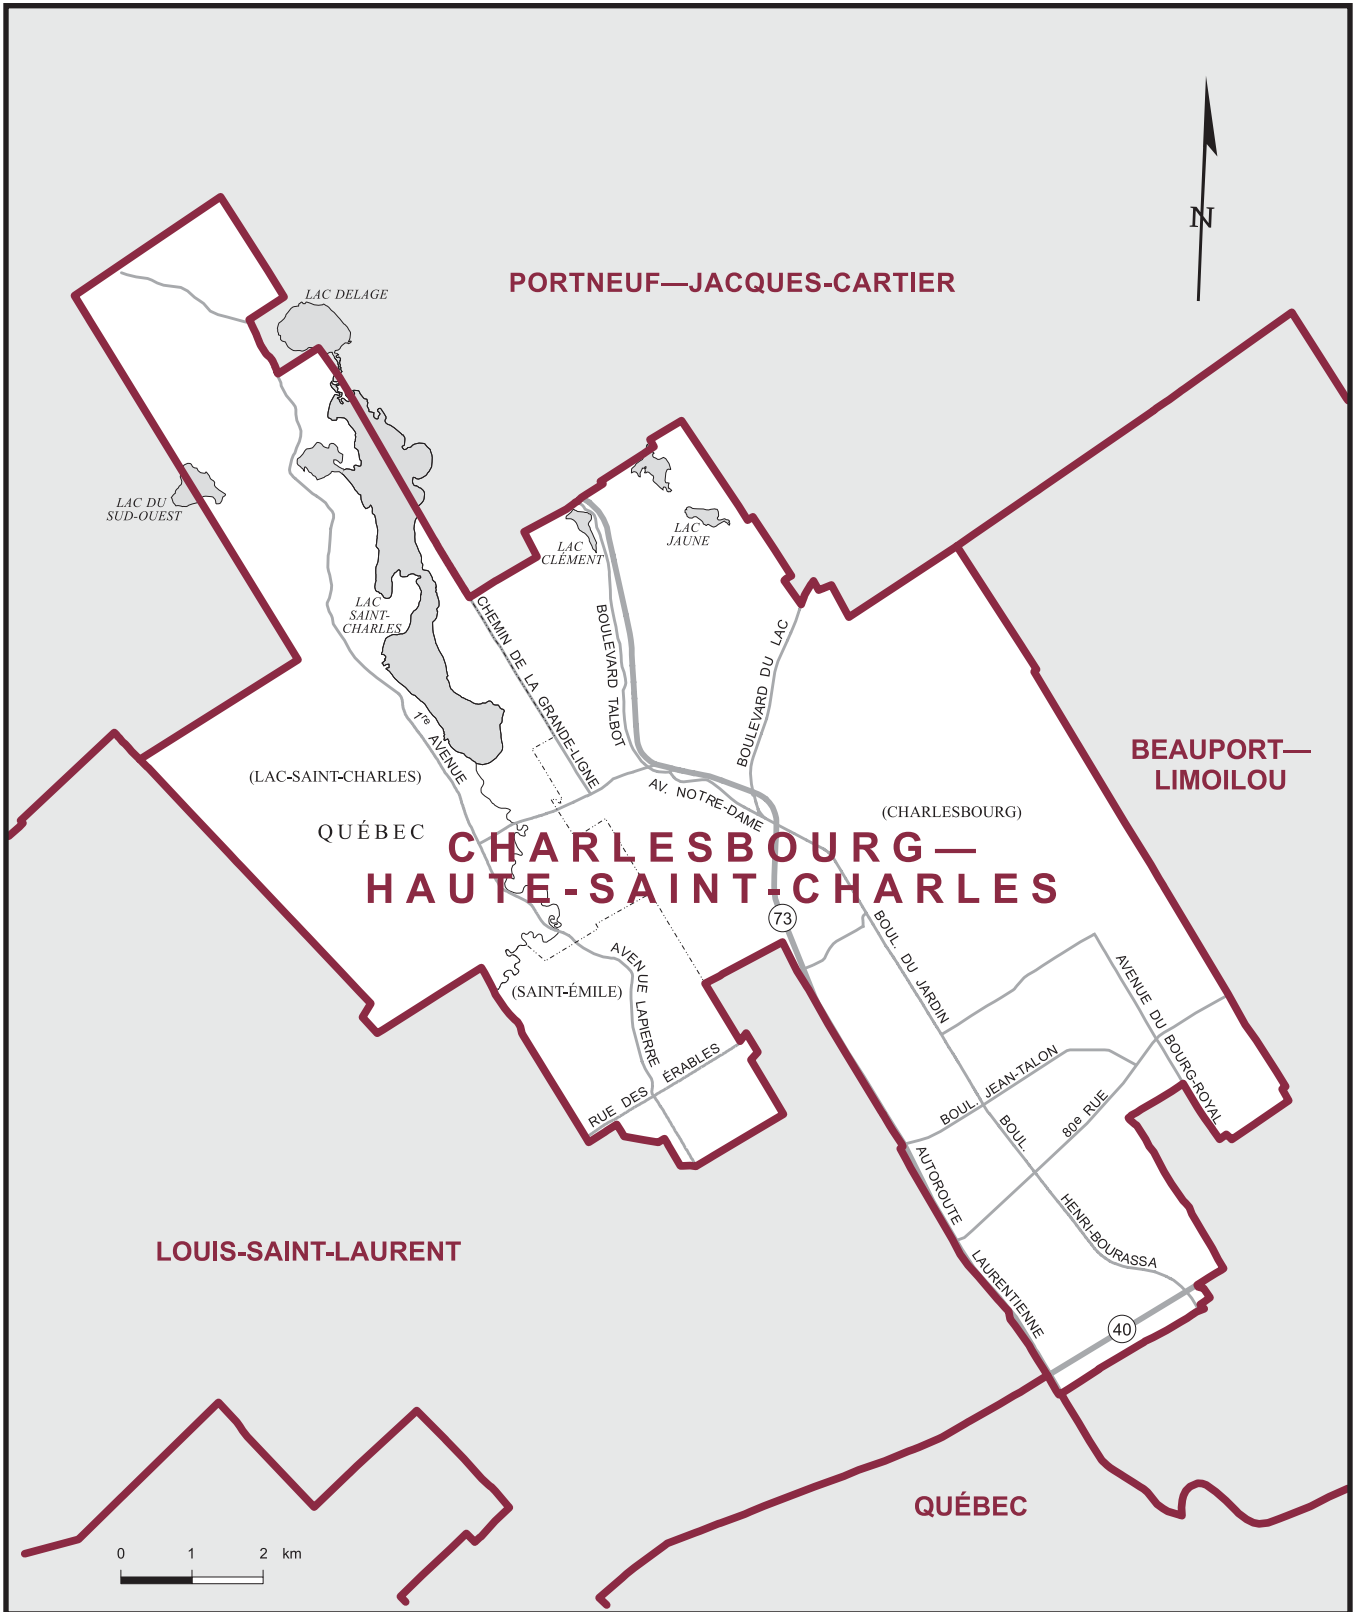 N
PORTNEUF—JACQUES-CARTIER
LAC DELAGE
LAC DU
SUD-OUEST
LAC
CLÉMENT
LAC
JAUNE
LAC
SAINT-
CHARLES
CHEMIN DE LA GRANDE-LIGNE
BOULEVARD TALBOT
BOULEVARD DU LAC
1re AVENUE
AV. NOTRE-DAME
BEAUPORT—
LIMOILOU
(LAC-SAINT-CHARLES)
QUÉBEC
(CHARLESBOURG)
CHARLESBOURG—
HAUTE-SAINT-CHARLES
73
BOUL. DU JARDIN
AVENUE LAPIERRE
(SAINT-ÉMILE)
AVENUE DU BOURG-ROYAL
RUE DES ÉRABLES
BOUL. JEAN-TALON
80e RUE
BOUL. HENRI-BOURASSA
AUTOROUTE LAURENTIENNE
LOUIS-SAINT-LAURENT
40
QUÉBEC
0 1 2 km